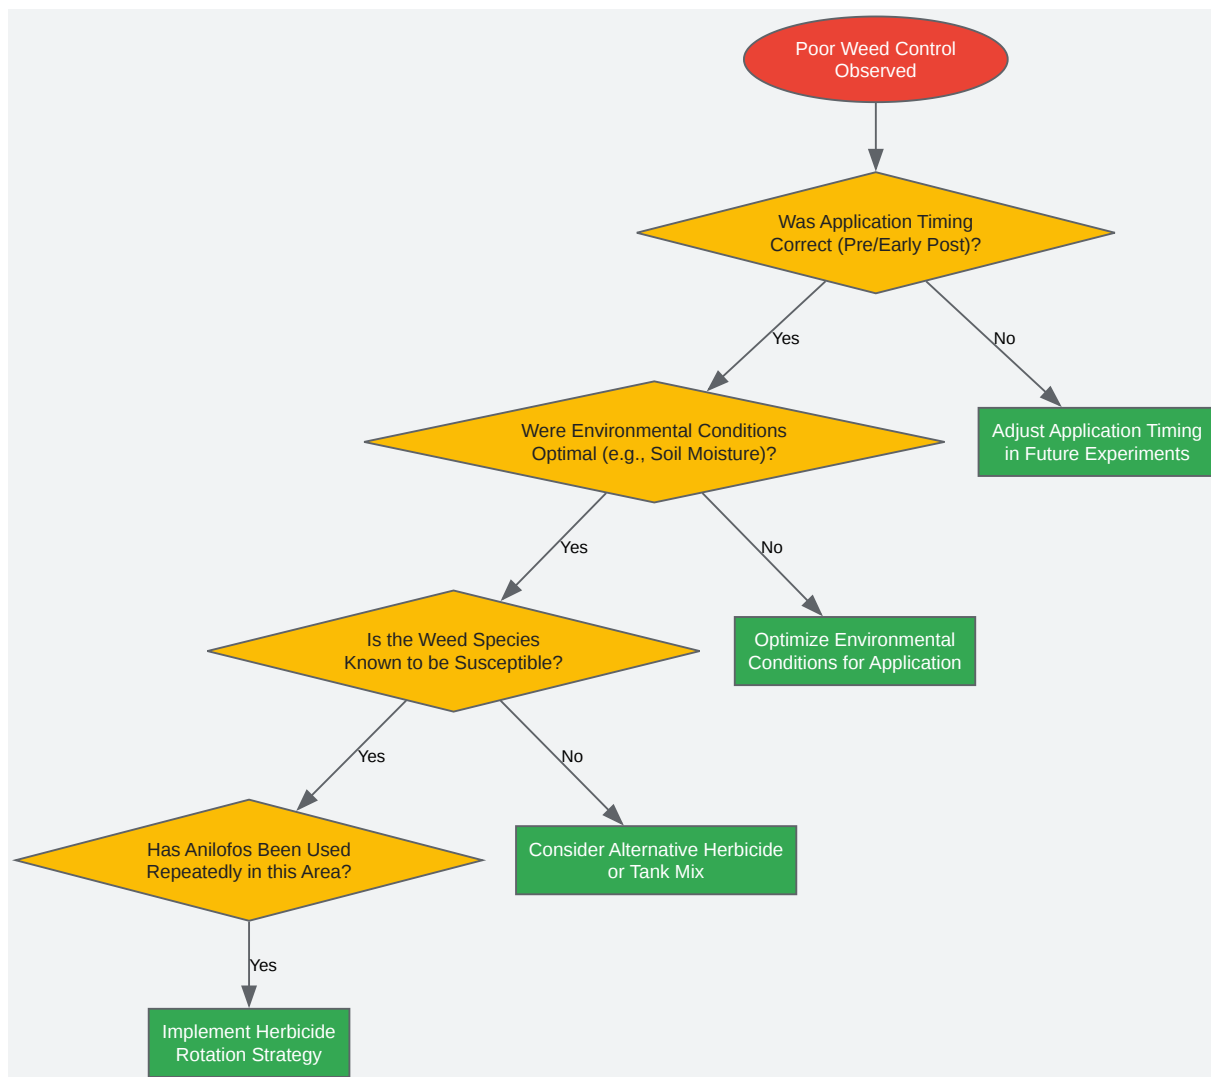 Poor Weed Control
Observed
Was Application Timing
Correct (Pre/Early Post)?
Yes
No
Were Environmental Conditions
Optimal (e.g., Soil Moisture)?
Adjust Application Timing
in Future Experiments
Yes
No
Is the Weed Species
Known to be Susceptible?
Optimize Environmental
Conditions for Application
Yes
No
Has Anilofos Been Used
Repeatedly in this Area?
Consider Alternative Herbicide
or Tank Mix
Yes
Implement Herbicide
Rotation Strategy